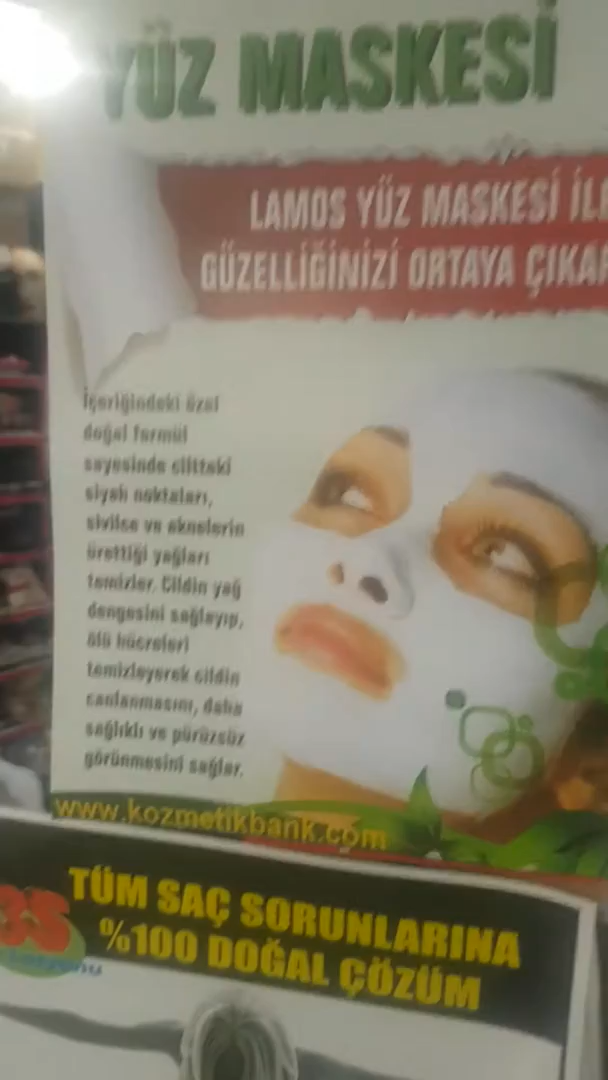 YÜZ MASKESİ
LAMOS YÜZ MASKESİ İLE
GÜZELLİĞİNİZİ ORTAYA ÇIKAR
İçeriğindeki özel
doğal formül
sayesinde ciltteki
siyah noktaları,
sivilce ve aknelerin
ürettiği yağları
temizler. Cildin yağ
dengesini sağlayıp,
ölü hücreleri
temizleyerek cildin
canlanmasını, daha
sağlıklı ve pürüzsüz
görünmesini sağlar.
www.kozmetikbank.com
TÜM SAÇ SORUNLARINA
%100 DOĞAL ÇÖZÜM